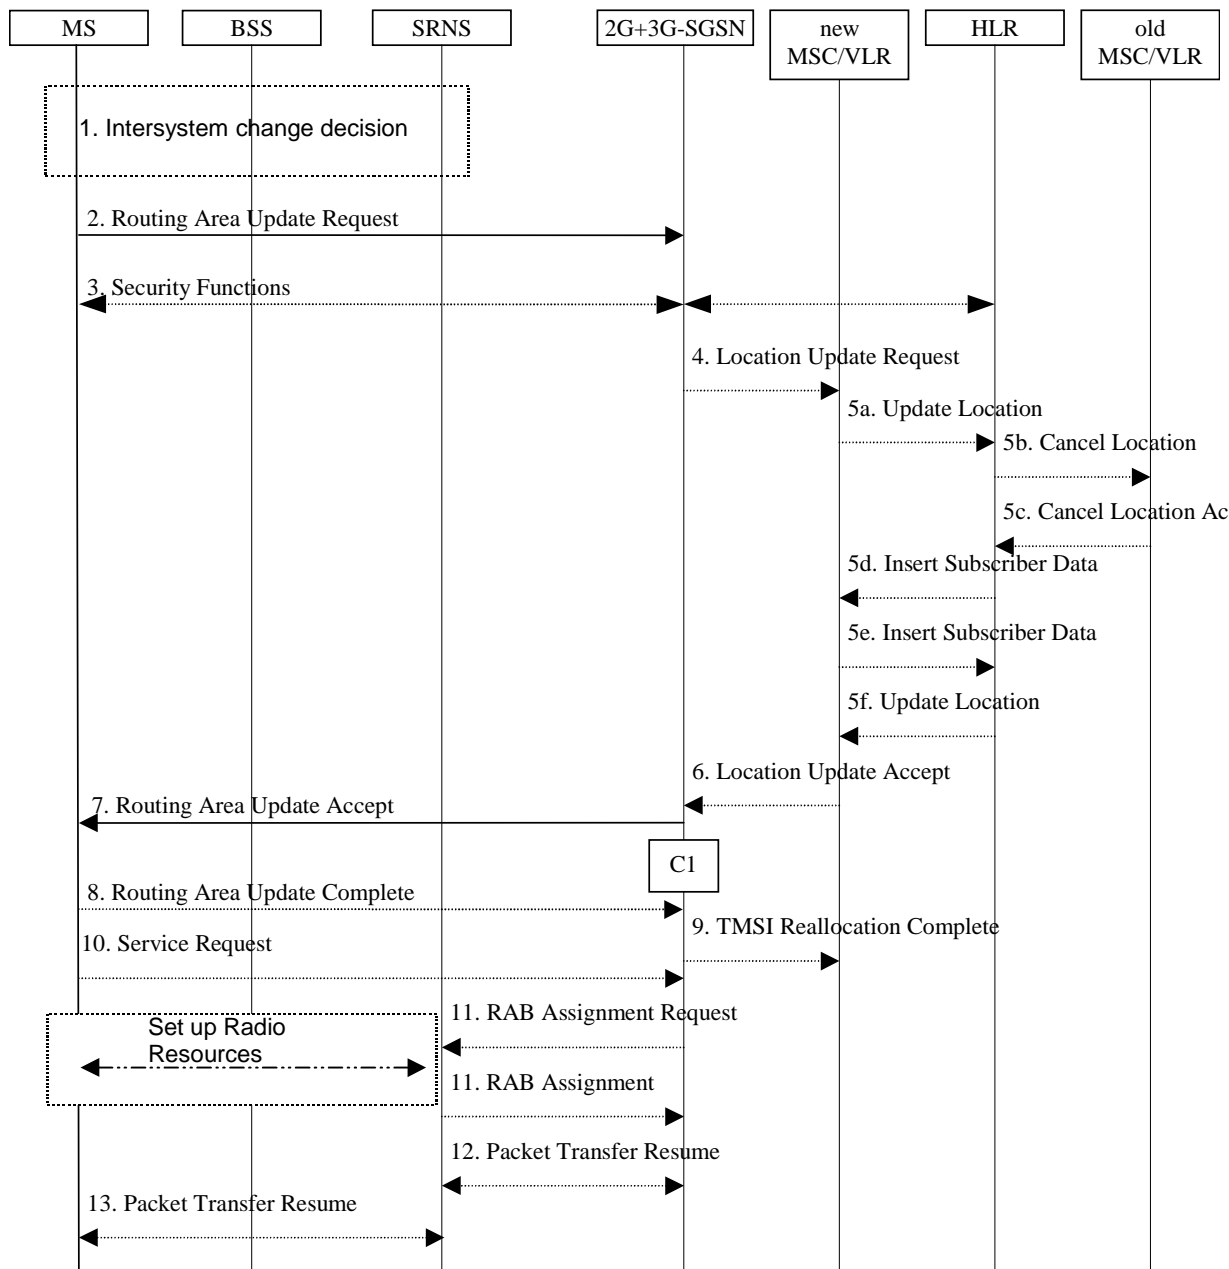 MS
BSS
SRNS
2G+3G-SGSN
new
MSC/VLR
HLR
old
MSC/VLR
1. Intersystem change decision
2. Routing Area Update Request
3. Security Functions
4. Location Update Request
5a. Update Location
5b. Cancel Location
5c. Cancel Location Ac
5d. Insert Subscriber Data
5e. Insert Subscriber Data
5f. Update Location
6. Location Update Accept
7. Routing Area Update Accept
C1
8. Routing Area Update Complete
9. TMSI Reallocation Complete
10. Service Request
11. RAB Assignment Request
Set up Radio
Resources
11. RAB Assignment
12. Packet Transfer Resume
13. Packet Transfer Resume